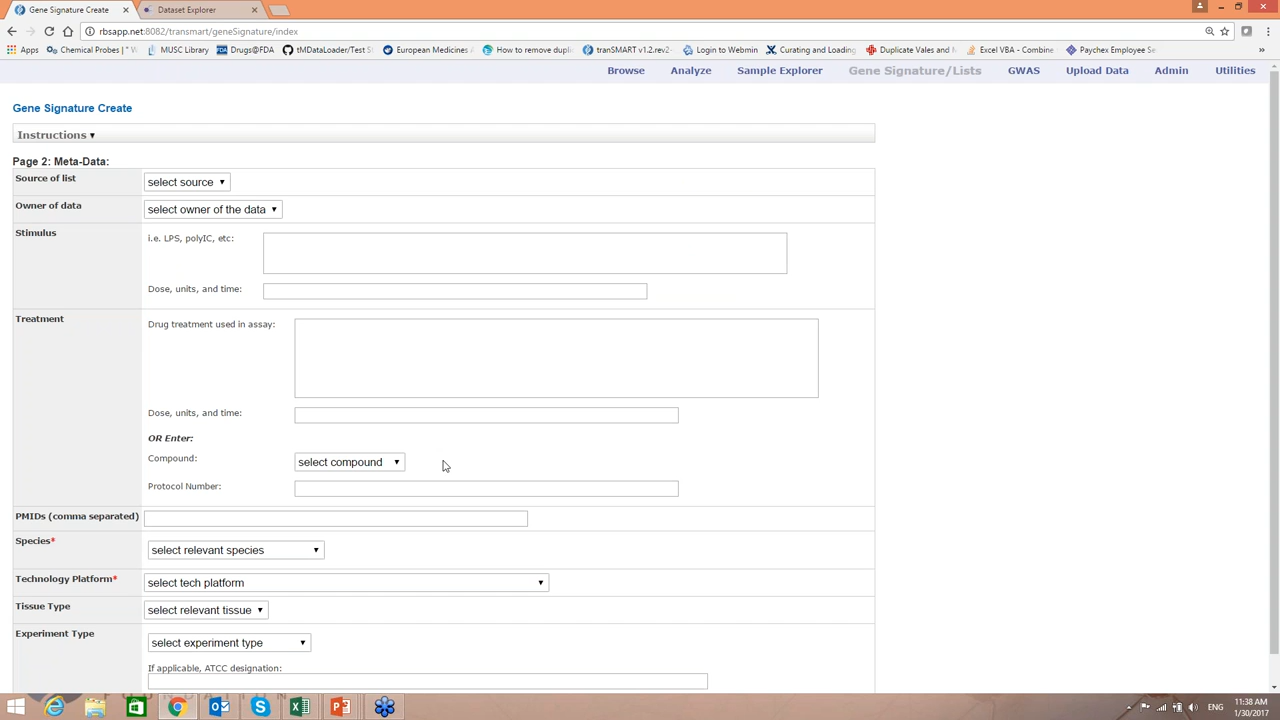 Gene Signature Create
Dataset Explorer
rbsapp.net:8082/transmart/geneSignature/index
Apps
Chemical Probes | "
MUSC Library
Drugs@FDA
tMDataLoader/Test S
European Medicines
How to remove dupli
tranSMART v1.2.rev2
Login to Webmin
Curating and Loading
Duplicate Vales and
Excel VBA - Combine
Paychex Employee Se
Browse
Analyze
Sample Explorer
Gene Signature/Lists
GWAS
Upload Data
Admin
Utilities
Gene Signature Create
Instructions
Page 2: Meta-Data:
Source of list
select source
Owner of data
select owner of the data
Stimulus
i.e. LPS, polyIC, etc:
Dose, units, and time:
Treatment
Drug treatment used in assay:
Dose, units, and time:
OR Enter:
Compound:
select compound
Protocol Number:
PMIDs (comma separated)
Species*
select relevant species
Technology Platform*
select tech platform
Tissue Type
select relevant tissue
Experiment Type
select experiment type
If applicable, ATCC designation:
ENG
11:38 AM
1/30/2017